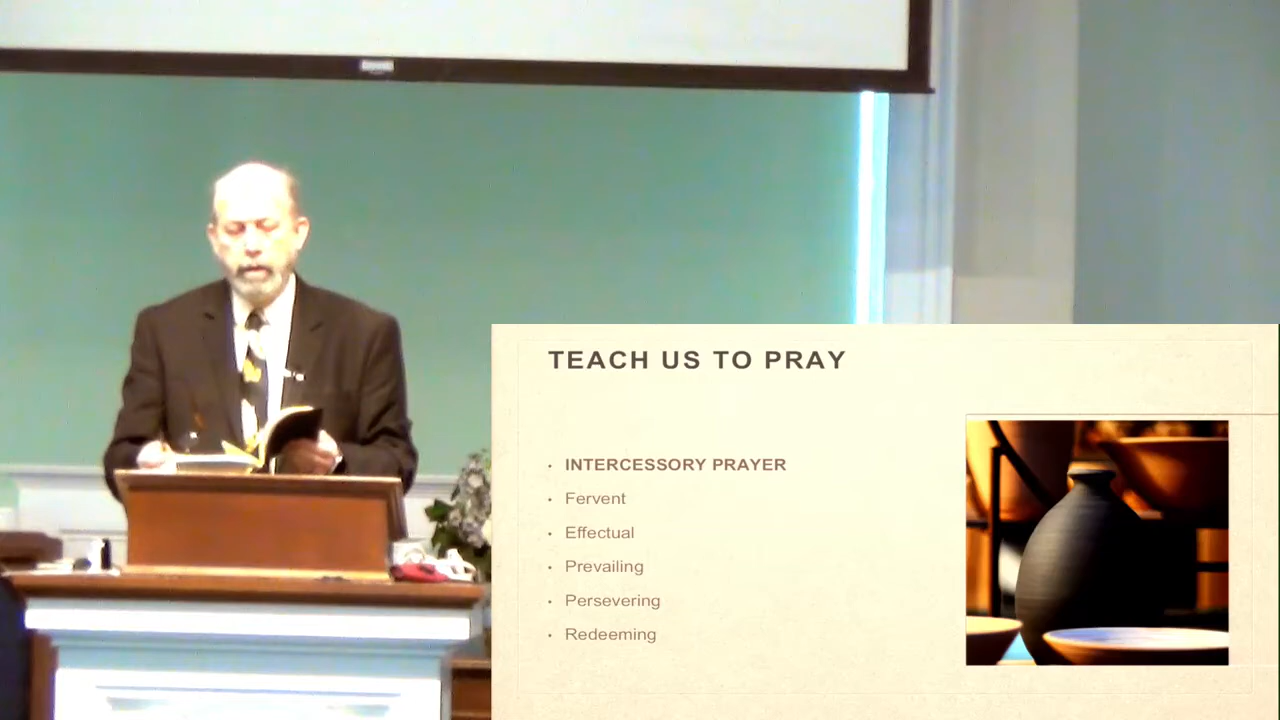 TEACH US TO PRAY
• INTERCESSORY PRAYER
• Fervent
• Effectual
• Prevailing
• Persevering
• Redeeming